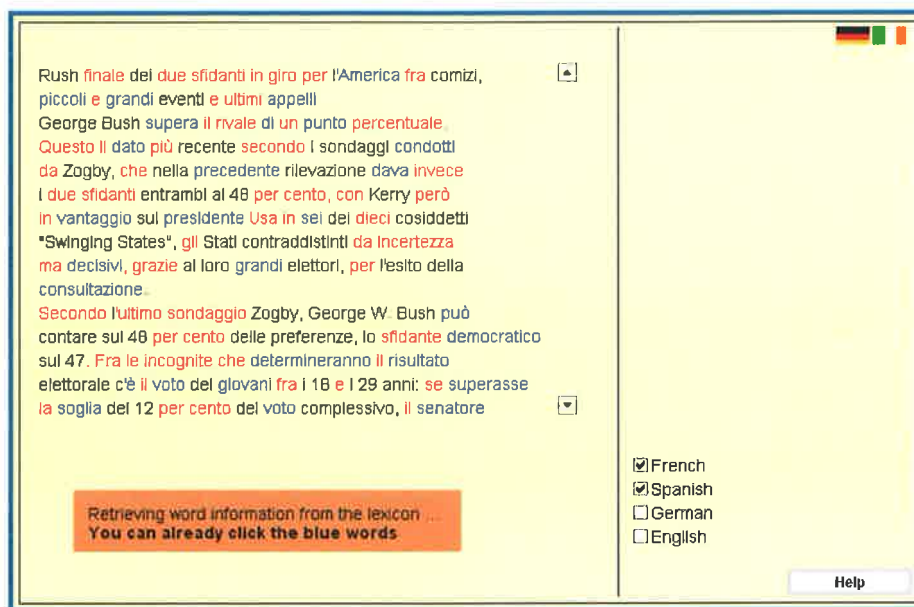 Rush finale dei due sfidanti in giro per l'America fra comizi,
piccoli e grandi eventi e ultimi appelli
George Bush supera il rivale di un punto percentuale.
Questo il dato più recente secondo i sondaggi condotti
da Zogby, che nella precedente rilevazione dava invece
i due sfidanti entrambi al 48 per cento, con Kerry però
in vantaggio sul presidente Usa in sei dei dieci cosiddetti
"Swinging States", gli Stati contraddistinti da incertezza
ma decisivi, grazie ai loro grandi elettori, per l'esito della
consultazione.
Secondo l'ultimo sondaggio Zogby, George W. Bush può
contare sul 48 per cento delle preferenze, lo sfidante democratico
sul 47. Fra le incognite che determineranno il risultato
elettorale c'è il voto dei giovani fra i 18 e i 29 anni: se superasse
la soglia del 12 per cento del voto complessivo, il senatore
Retrieving word information from the lexicon ...
You can already click the blue words
French
Spanish
German
English
Help